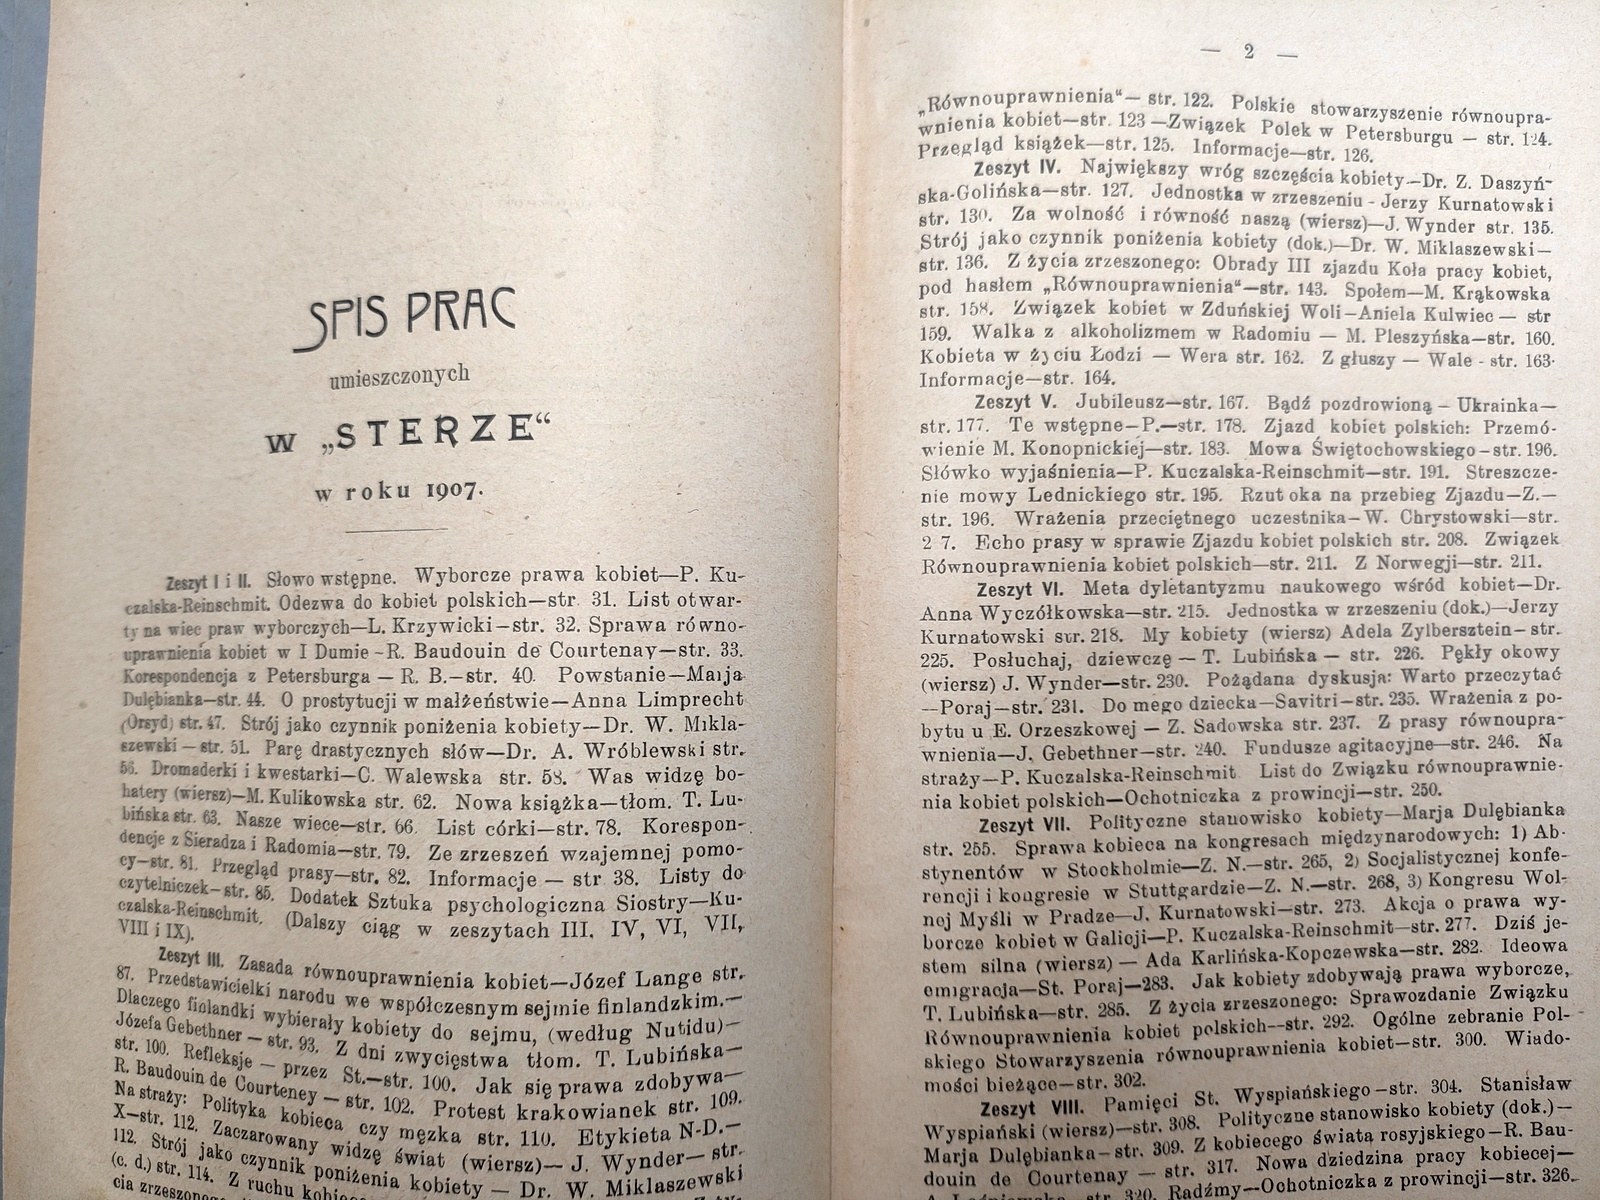 SPIS PRAC
umieszczonych
w „STERZE“
w roku 1907.
Zeszyt I i II. Słowo wstępne. Wyborcze prawa kobiet—P. Ku-
czalska-Reinschmit. Odezwa do kobiet polskich—str. 31. List otwar-
ty na wiec praw wyborczych—L. Krzywicki—str. 32. Sprawa równo-
uprawnienia kobiet w I Dumie-R. Baudouin de Courtenay—str. 33.
Korespondencja z Petersburga — R. B.—str. 40. Powstanie—Marja
Dulębianka—str. 44. O prostytucji w małżeństwie—Anna Limprecht
(Orsyd) str. 47. Strój jako czynnik poniżenia kobiety—Dr. W. Mikla-
szewski — str. 51. Parę drastycznych słów—Dr. A. Wróblewski str.
56. Dromaderki i kwestarki—C. Walewska str. 58. Was widzę bo-
hatery (wiersz)—M. Kulikowska str. 62. Nowa książka—tłom. T. Lu-
bińska str. 63. Nasze wiece—str. 66. List córki—str. 78. Korespon-
dencje z Sieradza i Radomia—str. 79. Ze zrzeszeń wzajemnej pomo-
cy—str. 81. Przegląd prasy—str. 82. Informacje — str 38. Listy do
czytelniczek—str. 85. Dodatek Sztuka psychologiczna Siostry—Ku-
czalska-Reinschmit. (Dalszy ciąg w zeszytach III. IV, VI, VII,
VIII i IX).
Zeszyt III. Zasada równouprawnienia kobiet—Józef Lange str.
87. Przedstawicielki narodu we współczesnym sejmie finlandzkim.—
Dlaczego finlandki wybierały kobiety do sejmu, (według Nutidu)—
Józefa Gebethner — str. 93. Z dni zwycięstwa tłom. T. Lubińska—
str. 100. Refleksje — przez St.—str. 100. Jak się prawa zdobywa—
R. Baudouin de Courteney — str. 102. Protest krakowianek str. 109.
Na straży: Polityka kobieca czy męzka str. 110. Etykieta N-D.—
X—str. 112. Zaczarowany widzę świat (wiersz)— J. Wynder— str.
112. Strój jako czynnik poniżenia kobiety — Dr. W. Miklaszewski
(c. d.) str. 114. Z ruchu
cia
— 2 —
„Równouprawnienia“— str. 122. Polskie stowarzyszenie równoupra-
wnienia kobiet—str. 123 —Związek Polek w Petersburgu — str. 124.
Przegląd książek—str. 125. Informacje—str. 126.
Zeszyt IV. Największy wróg szczęścia kobiety—Dr. Z. Daszyń-
ska-Golińska—str. 127. Jednostka w zrzeszeniu - Jerzy Kurnatowski
str. 130. Za wolność i równość naszą (wiersz)—J. Wynder str. 135.
Strój jako czynnik poniżenia kobiety (dok.)—Dr. W. Miklaszewski—
str. 136. Z życia zrzeszonego: Obrady III zjazdu Koła pracy kobiet,
pod hasłem „Równouprawnienia“—str. 143. Społem—M. Krąkowska
str. 158. Związek kobiet w Zduńskiej Woli—Aniela Kulwiec — str
159. Walka z alkoholizmem w Radomiu — M. Pleszyńska—str. 160.
Kobieta w życiu Łodzi — Wera str. 162. Z głuszy — Wale - str. 163.
Informacje—str. 164.
Zeszyt V. Jubileusz—str. 167. Bądź pozdrowioną – Ukrainka—
str. 177. Te wstępne—P.—str. 178. Zjazd kobiet polskich: Przemó-
wienie M. Konopnickiej—str. 183. Mowa Świętochowskiego-str. 196.
Słówko wyjaśnienia—P. Kuczalska-Reinschmit—str. 191. Streszcze-
nie mowy Lednickiego str. 195. Rzut oka na przebieg Zjazdu—Z.—
str. 196. Wrażenia przeciętnego uczestnika—W. Chrystowski—str.
2 7. Echo prasy w sprawie Zjazdu kobiet polskich str. 208. Związek
Równouprawnienia kobiet polskich—str. 211. Z Norwegji—str. 211.
Zeszyt VI. Meta dyletantyzmu naukowego wśród kobiet—Dr.
Anna Wyczółkowska—str. 215. Jednostka w zrzeszeniu (dok.)—Jerzy
Kurnatowski str. 218. My kobiety (wiersz) Adela Zylbersztein— str.
225. Posłuchaj, dziewczę — T. Lubińska — str. 226. Pękły okowy
(wiersz) J. Wynder—str. 230. Pożądana dyskusja: Warto przeczytać
—Poraj—str. 231. Do mego dziecka—Savitri—str. 235. Wrażenia z po-
bytu u E. Orzeszkowej — Z. Sadowska str. 237. Z prasy równoupra-
wnienia—J. Gebethner—str. 240. Fundusze agitacyjne—str. 246. Na
straży—P. Kuczalska-Reinschmit List do Związku równouprawnie-
nia kobiet polskich—Ochotniczka z prowincji—str. 250.
Zeszyt VII. Polityczne stanowisko kobiety—Marja Dulębianka
str. 255. Sprawa kobieca na kongresach międzynarodowych: 1) Ab-
stynentów w Stockholmie—Z. N.—str. 265, 2) Socjalistycznej konfe-
rencji i kongresie w Stuttgardzie—Z. N.—str. 268, 3) Kongresu Wol-
nej Myśli w Pradze—J. Kurnatowski—str. 273. Akcja o prawa wy-
borcze kobiet w Galicji—P. Kuczalska-Reinschmit—str. 277. Dziś je-
stem silna (wiersz) — Ada Karlińska-Kopczewska—str. 282. Ideowa
emigracja—St. Poraj—283. Jak kobiety zdobywają prawa wyborcze,
T. Lubińska—str. 285. Z życia zrzeszonego: Sprawozdanie Związku
Równouprawnienia kobiet polskich—str. 292. Ogólne zebranie Pol-
skiego Stowarzyszenia równouprawnienia kobiet—str. 300. Wiado-
mości bieżące—str. 302.
Zeszyt VIII. Pamięci St. Wyspiańskiego—str. 304. Stanisław
Wyspiański (wiersz)—str. 308. Polityczne stanowisko kobiety (dok.)—
Marja Dulębianka—str. 309. Z kobiecego świata rosyjskiego—R. Bau-
douin de Courtenay — str. 317. Nowa dziedzina pracy kobiecej—
str. 320. Radźmy—Ochotniczka z prowincji—str. 326.